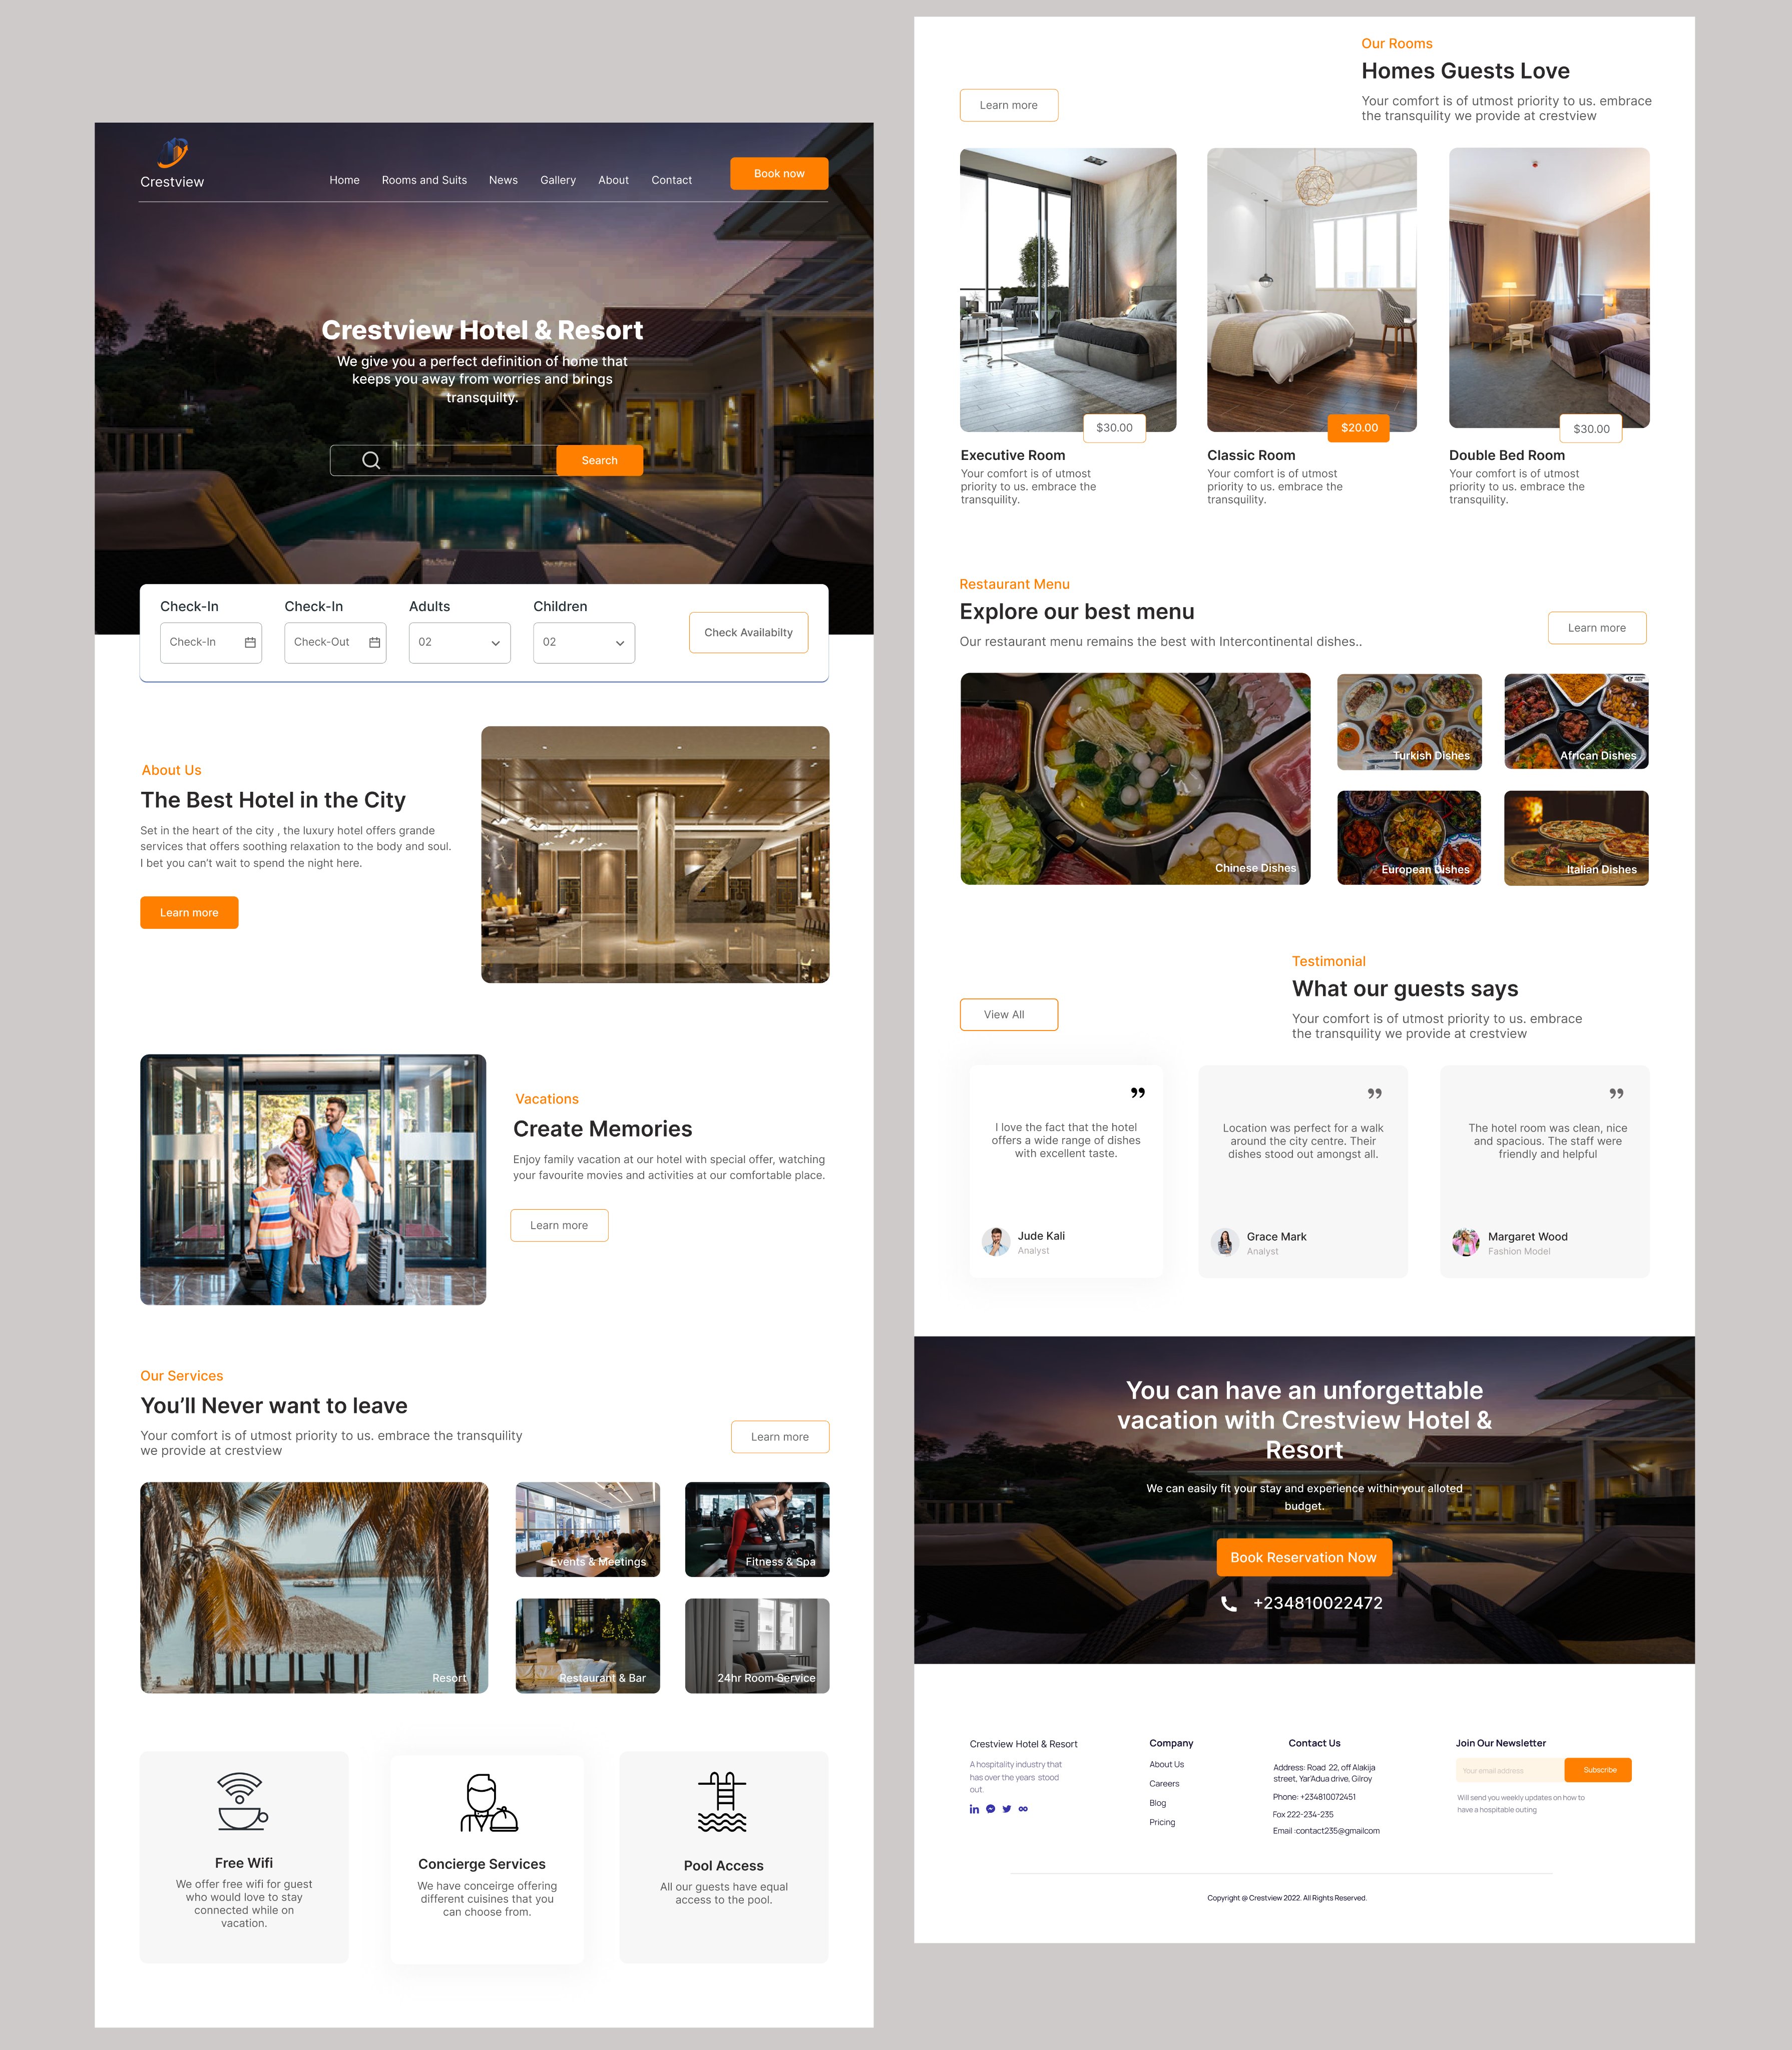 Crestview
Home
Rooms and Suits
News
Gallery
About
Contact
Book now
Crestview Hotel & Resort
We give you a perfect definition of home that
keeps you away from worries and brings
transquilty.
Search
Check-In
Check-In
Adults
Children
Check-In
Check-Out
02
02
Check Availabilty
About Us
The Best Hotel in the City
Set in the heart of the city , the luxury hotel offers grande
services that offers soothing relaxation to the body and soul.
I bet you can’t wait to spend the night here.
Learn more
Vacations
Create Memories
Enjoy family vacation at our hotel with special offer, watching
your favourite movies and activities at our comfortable place.
Learn more
Our Services
You’ll Never want to leave
Your comfort is of utmost priority to us. embrace the transquility
we provide at crestview
Learn more
Resort
Events & Meetings
Fitness & Spa
Restaurant & Bar
24hr Room Service
Free Wifi
We offer free wifi for guest
who would love to stay
connected while on
vacation.
Concierge Services
We have conceirge offering
different cuisines that you
can choose from.
Pool Access
All our guests have equal
access to the pool.
Our Rooms
Homes Guests Love
Your comfort is of utmost priority to us. embrace
the transquility we provide at crestview
Learn more
$30.00
Executive Room
Your comfort is of utmost
priority to us. embrace the
transquility.
$20.00
Classic Room
Your comfort is of utmost
priority to us. embrace the
transquility.
$30.00
Double Bed Room
Your comfort is of utmost
priority to us. embrace the
transquility.
Restaurant Menu
Explore our best menu
Our restaurant menu remains the best with Intercontinental dishes..
Learn more
Chinese Dishes
Turkish Dishes
African Dishes
European Dishes
Italian Dishes
Testimonial
What our guests says
Your comfort is of utmost priority to us. embrace
the transquility we provide at crestview
View All
I love the fact that the hotel
offers a wide range of dishes
with excellent taste.
Jude Kali
Analyst
Location was perfect for a walk
around the city centre. Their
dishes stood out amongst all.
Grace Mark
Analyst
The hotel room was clean, nice
and spacious. The staff were
friendly and helpful
Margaret Wood
Fashion Model
You can have an unforgettable
vacation with Crestview Hotel &
Resort
We can easily fit your stay and experience within your alloted
budget.
Book Reservation Now
+234810022472
Crestview Hotel & Resort
A hospitality industry that
has over the years stood
out.
Company
About Us
Careers
Blog
Pricing
Contact Us
Address: Road 22, off Alakija
street, Yar'Adua drive, Gilroy
Phone: +234810072451
Fox 222-234-235
Email :contact235@gmailcom
Join Our Newsletter
Your email address
Subscribe
Will send you weekly updates on how to
have a hospitable outing
Copyright @ Crestview 2022. All Rights Reserved.